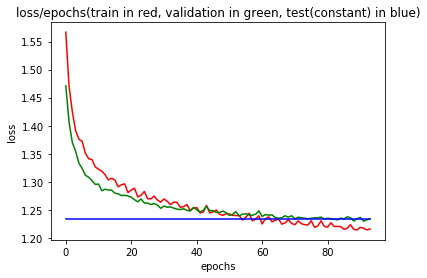 loss/epochs(train in red, validation in green, test(constant) in blue)
1.55
1.50
1.45
1.40
1.35
1.30
1.25
1.20
loss
0 20 40 60 80
epochs